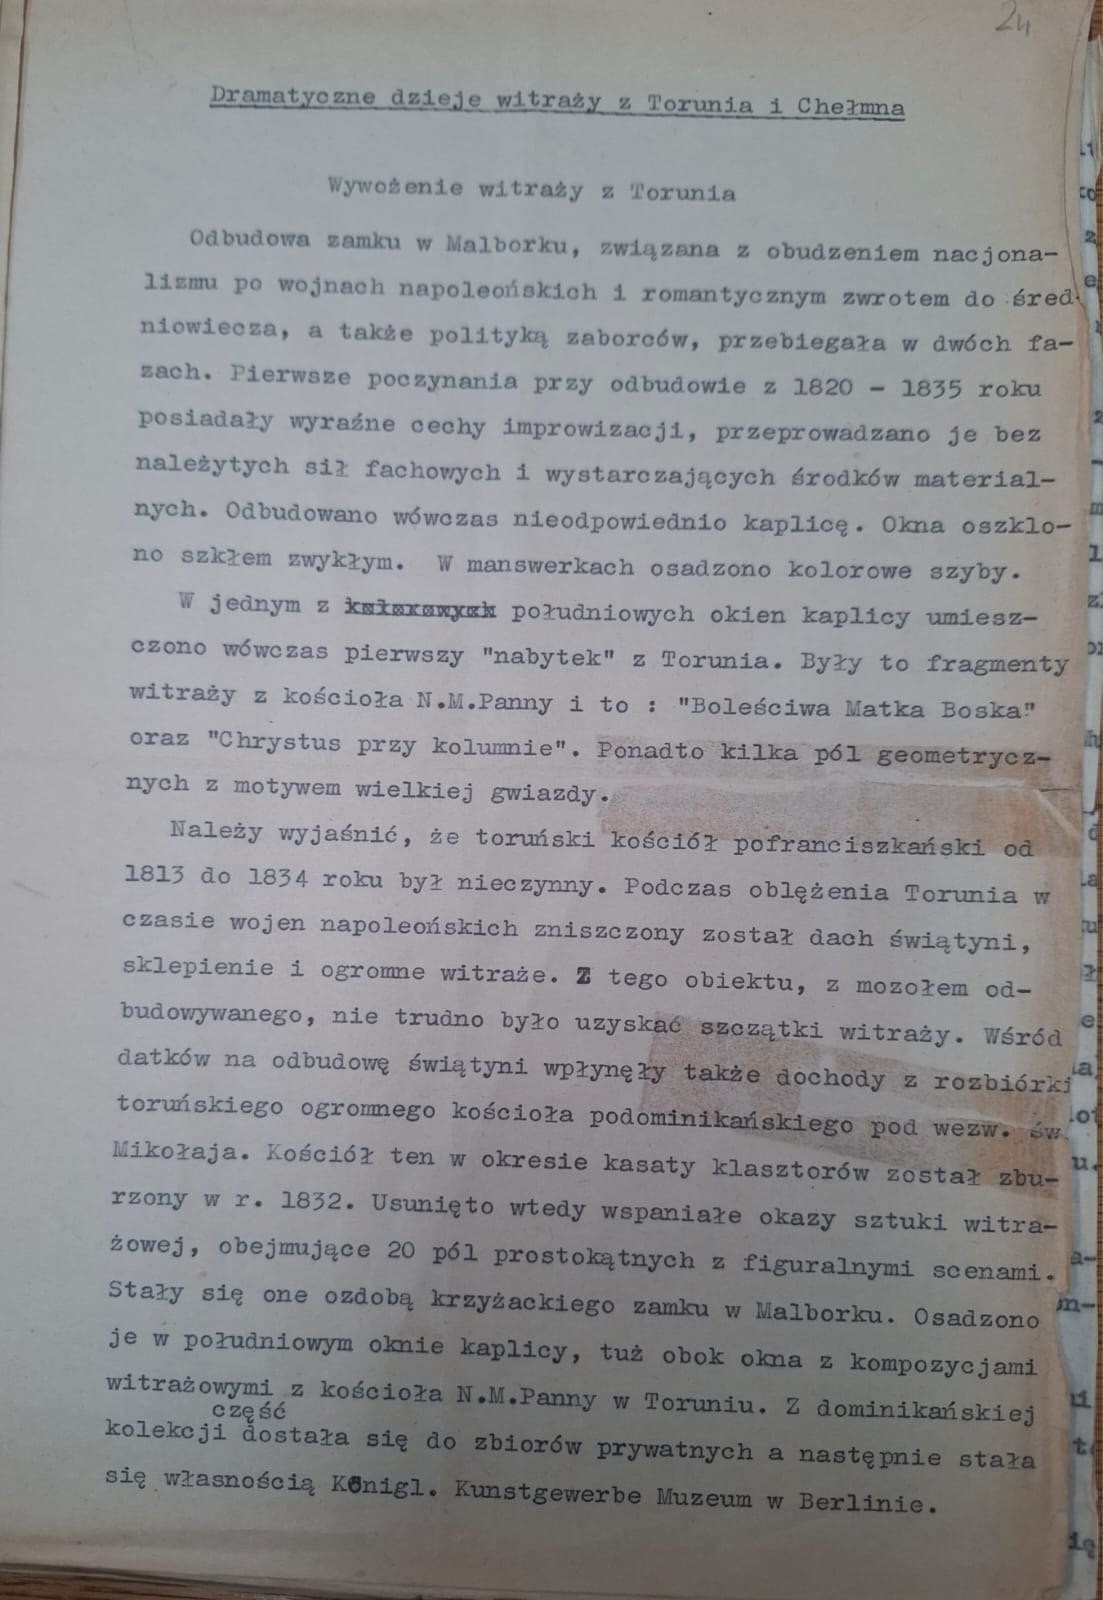 24
Dramatyczne dzieje witraży z Torunia i Chełmna
Wywożenie witraży z Torunia
Odbudowa zamku w Malborku, związana z obudzeniem nacjona-
lizmu po wojnach napoleońskich i romantycznym zwrotem do śred-
niowiecza, a także polityką zaborców, przebiegała w dwóch fa-
zach. Pierwsze poczynania przy odbudowie z 1820 - 1835 roku
posiadały wyraźne cechy improwizacji, przeprowadzano je bez
należytych sił fachowych i wystarczających środków material-
nych. Odbudowano wówczas nieodpowiednio kaplicę. Okna oszklo-
no szkłem zwykłym. W manswerkach osadzono kolorowe szyby.
W jednym z południowych okien kaplicy umiesz-
czono wówczas pierwszy "nabytek" z Torunia. Były to fragmenty
witraży z kościoła N.M.Panny i to : "Boleściwa Matka Boska"
oraz "Chrystus przy kolumnie". Ponadto kilka pól geometrycz-
nych z motywem wielkiej gwiazdy.
Należy wyjaśnić, że toruński kościół pofranciszkański od
1813 do 1834 roku był nieczynny. Podczas oblężenia Torunia w
czasie wojen napoleońskich zniszczony został dach świątyni,
sklepienie i ogromne witraże. Z tego obiektu, z mozołem od-
budowywanego, nie trudno było uzyskać szczątki witraży. Wśród
datków na odbudowę świątyni wpłynęły także dochody z rozbiórki
toruńskiego ogromnego kościoła podominikańskiego pod wezw. św.
Mikołaja. Kościół ten w okresie kasaty klasztorów został zbu-
rzony w r. 1832. Usunięto wtedy wspaniałe okazy sztuki witra-
żowej, obejmujące 20 pól prostokątnych z figuralnymi scenami.
Stały się one ozdobą krzyżackiego zamku w Malborku. Osadzono
je w południowym oknie kaplicy, tuż obok okna z kompozycjami
witrażowymi z kościoła N.M.Panny w Toruniu. Z dominikańskiej
część
kolekcji dostała się do zbiorów prywatnych a następnie stała
się własnością Königl. Kunstgewerbe Muzeum w Berlinie.